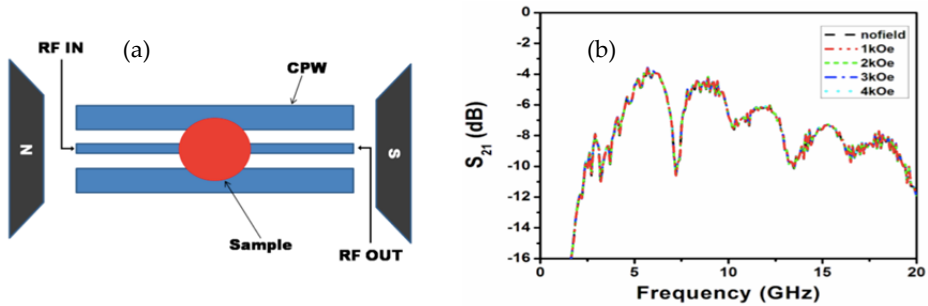 (a)
RF IN
CPW
N
S
Sample
RF OUT
(b)
nofield
1kOe
2kOe
3kOe
4kOe
S21 (dB)
0
-2
-4
-6
-8
-10
-12
-14
-16
0 5 10 15 20
Frequency (GHz)